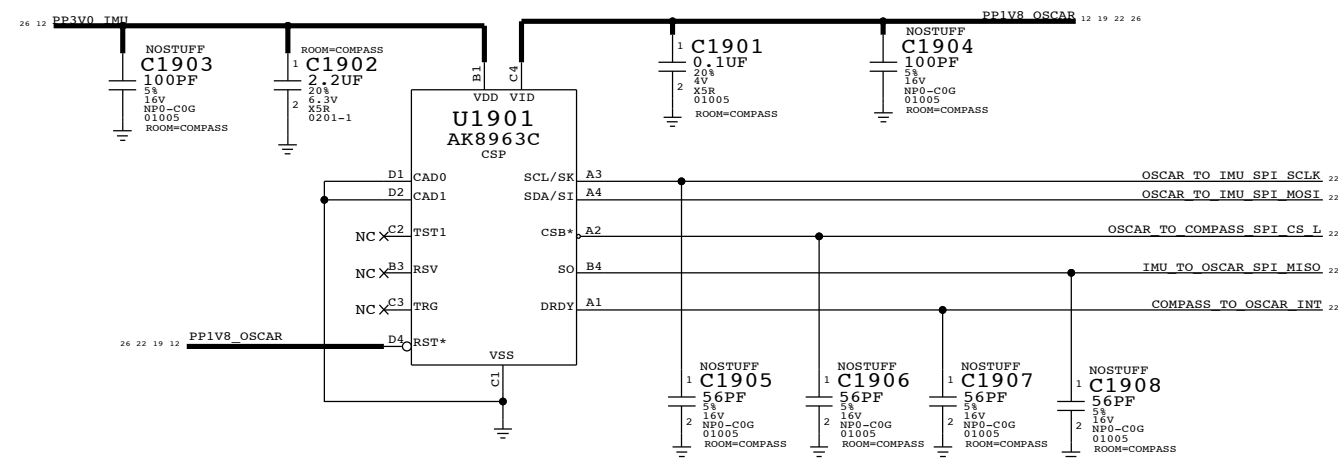 26 12 PP3V0_IMU
PP1V8_OSCAR 12 19 22 26
NOSTUFF
C1903
100PF
5%
16V
NP0-C0G
01005
ROOM=COMPASS
ROOM=COMPASS
1 C1902
2.2UF
20%
2 6.3V
X5R
0201-1
B1
C4
1 C1901
0.1UF
20%
4V
2 X5R
01005
ROOM=COMPASS
NOSTUFF
C1904
100PF
5%
16V
NP0-C0G
01005
ROOM=COMPASS
VDD VID
U1901
AK8963C
CSP
D1 CAD0
D2 CAD1
NC C2 TST1
NC B3 RSV
NC C3 TRG
26 22 19 12 PP1V8_OSCAR D4 RST*
VSS
C1
SCL/SK A3 OSCAR_TO_IMU_SPI_SCLK 22
SDA/SI A4 OSCAR_TO_IMU_SPI_MOSI 22
CSB* A2 OSCAR_TO_COMPASS_SPI_CS_L 22
SO B4 IMU_TO_OSCAR_SPI_MISO 22
DRDY A1 COMPASS_TO_OSCAR_INT 22
NOSTUFF
1 C1905
56PF
5%
16V
2 NP0-C0G
01005
ROOM=COMPASS
NOSTUFF
1 C1906
56PF
5%
16V
2 NP0-C0G
01005
ROOM=COMPASS
NOSTUFF
1 C1907
56PF
5%
16V
2 NP0-C0G
01005
ROOM=COMPASS
NOSTUFF
1 C1908
56PF
5%
16V
2 NP0-C0G
01005
ROOM=COMPASS